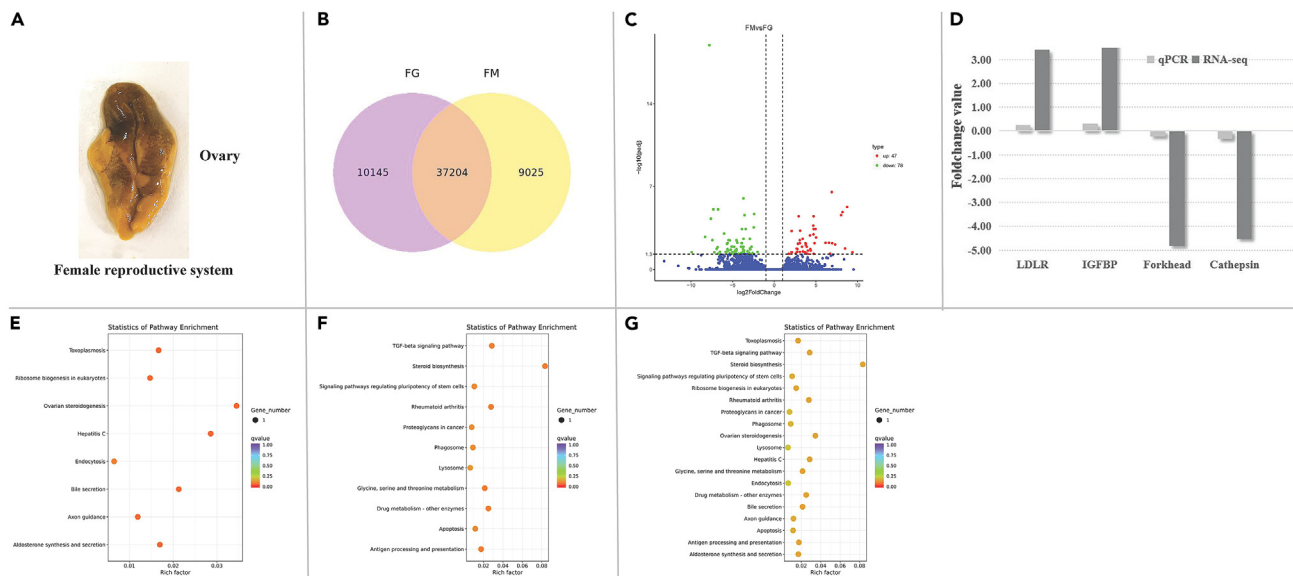 A
Ovary
Female reproductive system
B
FG
FM
10145
37204
9025
C
FMvsFG
14
7
1.3
0
-log10(padj)
-10
-5
0
5
10
log2FoldChange
type
up: 47
down: 78
D
qPCR
RNA-seq
3.00
2.00
1.00
0.00
-1.00
-2.00
-3.00
-4.00
-5.00
Foldchange value
LDLR
IGFBP
Forkhead
Cathepsin
E
Statistics of Pathway Enrichment
Toxoplasmosis
Ribosome biogenesis in eukaryotes
Ovarian steroidogenesis
Hepatitis C
Endocytosis
Bile secretion
Axon guidance
Aldosterone synthesis and secretion
0.01
0.02
0.03
Rich factor
Gene_number
1
qvalue
1.00
0.75
0.50
0.25
0.00
F
Statistics of Pathway Enrichment
TGF-beta signaling pathway
Steroid biosynthesis
Signaling pathways regulating pluripotency of stem cells
Rheumatoid arthritis
Proteoglycans in cancer
Phagosome
Lysosome
Glycine, serine and threonine metabolism
Drug metabolism - other enzymes
Apoptosis
Antigen processing and presentation
0.02
0.04
0.06
0.08
Rich factor
Gene_number
1
qvalue
1.00
0.75
0.50
0.25
0.00
G
Statistics of Pathway Enrichment
Toxoplasmosis
TGF-beta signaling pathway
Steroid biosynthesis
Signaling pathways regulating pluripotency of stem cells
Ribosome biogenesis in eukaryotes
Rheumatoid arthritis
Proteoglycans in cancer
Phagosome
Ovarian steroidogenesis
Lysosome
Hepatitis C
Glycine, serine and threonine metabolism
Endocytosis
Drug metabolism - other enzymes
Bile secretion
Axon guidance
Apoptosis
Antigen processing and presentation
Aldosterone synthesis and secretion
0.02
0.04
0.06
0.08
Rich factor
Gene_number
1
qvalue
1.00
0.75
0.50
0.25
0.00